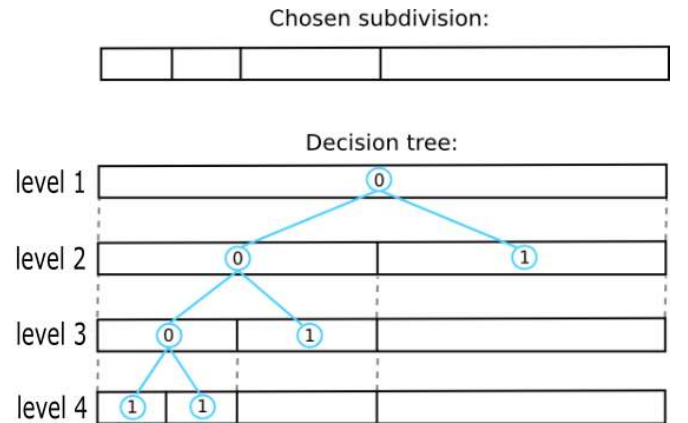 Chosen subdivision:
Decision tree:
level 1
0
level 2
0
1
level 3
0
1
level 4
1
1